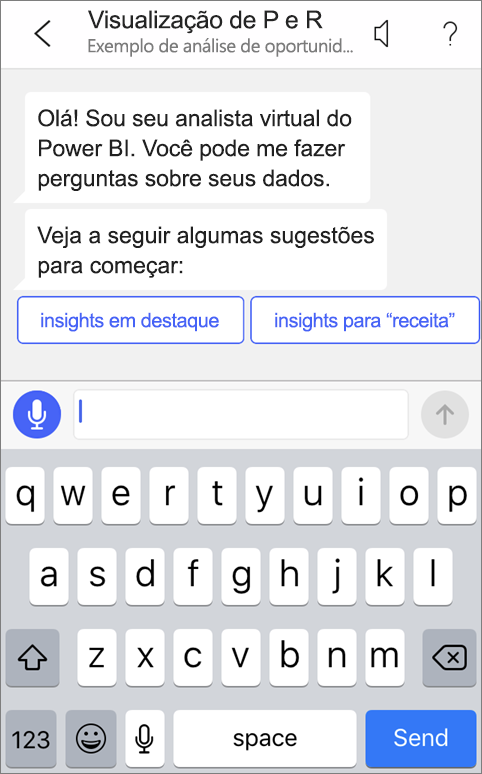 Visualização de P e R
Exemplo de análise de oportunid...
?
Olá! Sou seu analista virtual do
Power BI. Você pode me fazer
perguntas sobre seus dados.
Veja a seguir algumas sugestões
para começar:
insights em destaque
insights para “receita”
q w e r t y u i o p
a s d f g h j k l
z x c v b n m
123 space Send